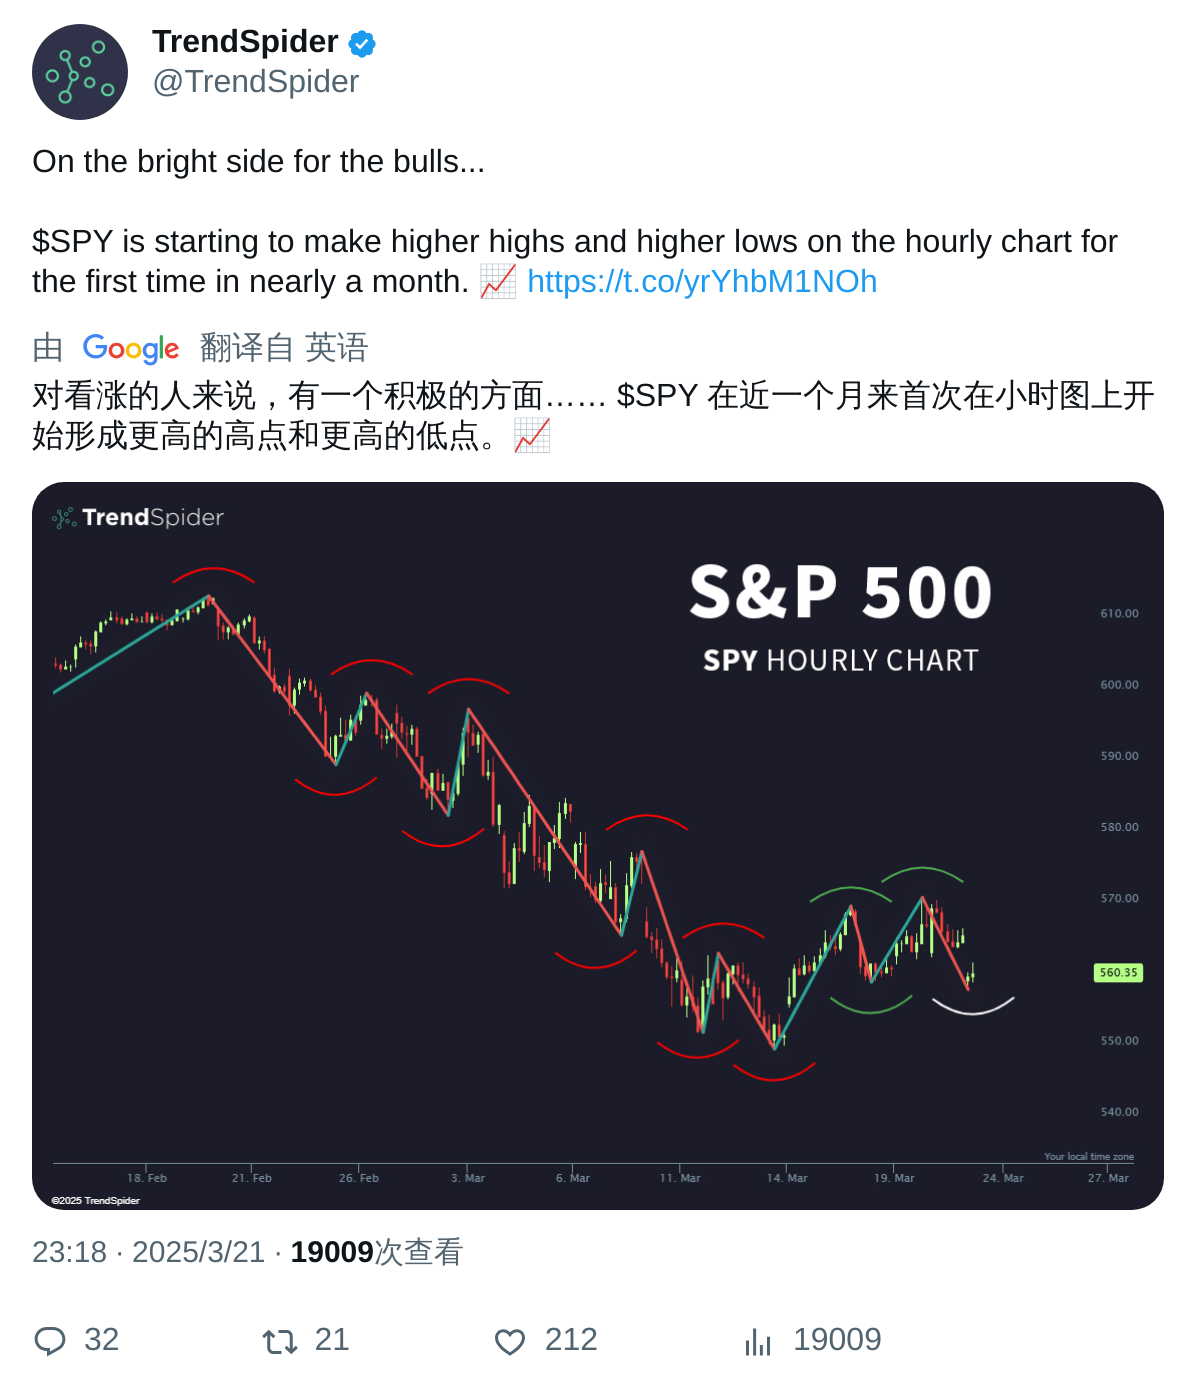 TrendSpider
@TrendSpider
On the bright side for the bulls...
$SPY is starting to make higher highs and higher lows on the hourly chart for
the first time in nearly a month. 📈 https://t.co/yrYhbM1NOh
由 Google 翻译自 英语
对看涨的人来说，有一个积极的方面…… $SPY 在近一个月来首次在小时图上开
始形成更高的高点和更高的低点。📈
TrendSpider
S&P 500
SPY HOURLY CHART
610.00
600.00
590.00
580.00
570.00
560.35
550.00
540.00
Your local time zone
18. Feb 21. Feb 26. Feb 3. Mar 6. Mar 11. Mar 14. Mar 19. Mar 24. Mar 27. Mar
©2025 TrendSpider
23:18 · 2025/3/21 · 19009次查看
32 21 212 19009